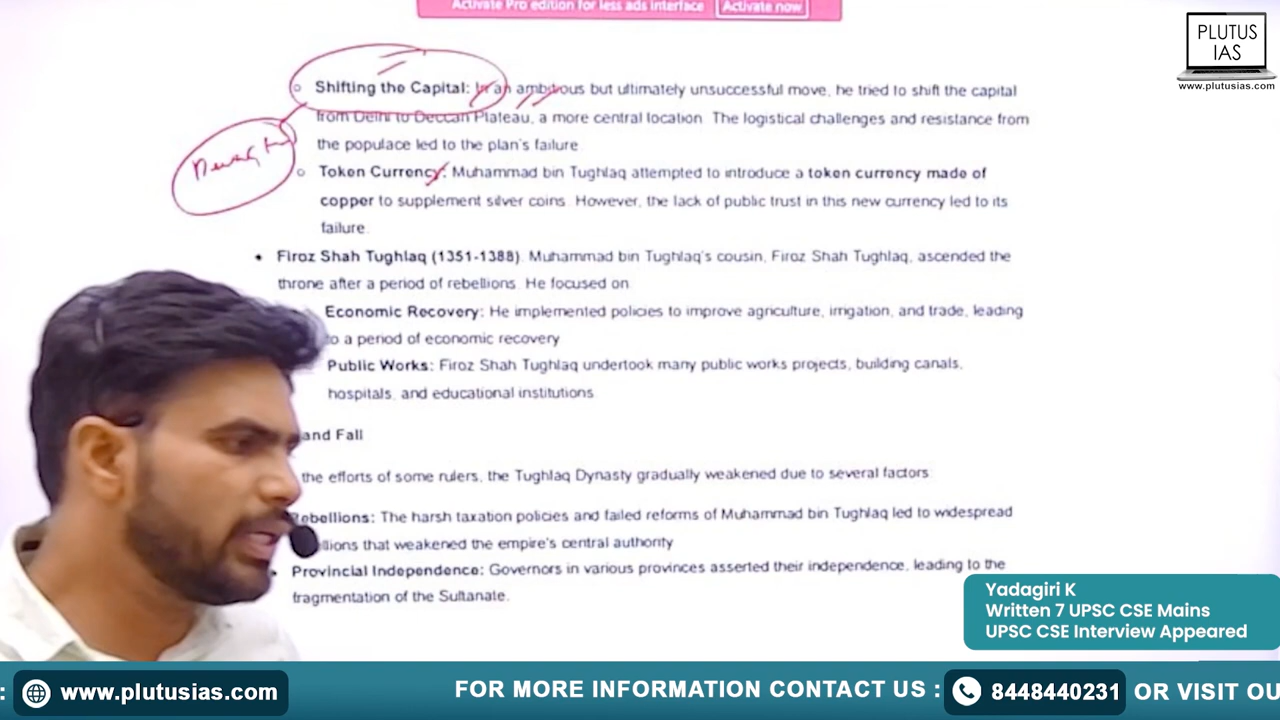 Activate Pro edition for less ads interface Activate now
PLUTUS
IAS
www.plutusias.com
Shifting the Capital: In an ambitious but ultimately unsuccessful move, he tried to shift the capital
from Delhi to Deccan Plateau, a more central location. The logistical challenges and resistance from
the populace led to the plan's failure
Token Currency: Muhammad bin Tughlaq attempted to introduce a token currency made of
copper to supplement silver coins. However, the lack of public trust in this new currency led to its
failure.
• Firoz Shah Tughlaq (1351-1388). Muhammad bin Tughlaq's cousin, Firoz Shah Tughlaq, ascended the
throne after a period of rebellions. He focused on
Economic Recovery: He implemented policies to improve agriculture, irrigation, and trade, leading
to a period of economic recovery
Public Works: Firoz Shah Tughlaq undertook many public works projects, building canals,
hospitals, and educational institutions
and Fall
the efforts of some rulers, the Tughlaq Dynasty gradually weakened due to several factors.
Rebellions: The harsh taxation policies and failed reforms of Muhammad bin Tughlaq led to widespread
llions that weakened the empire's central authority
• Provincial Independence: Governors in various provinces asserted their independence, leading to the
fragmentation of the Sultanate.
Yadagiri K
Written 7 UPSC CSE Mains
UPSC CSE Interview Appeared
: www.plutusias.com FOR MORE INFORMATION CONTACT US : 8448440231 OR VISIT OU